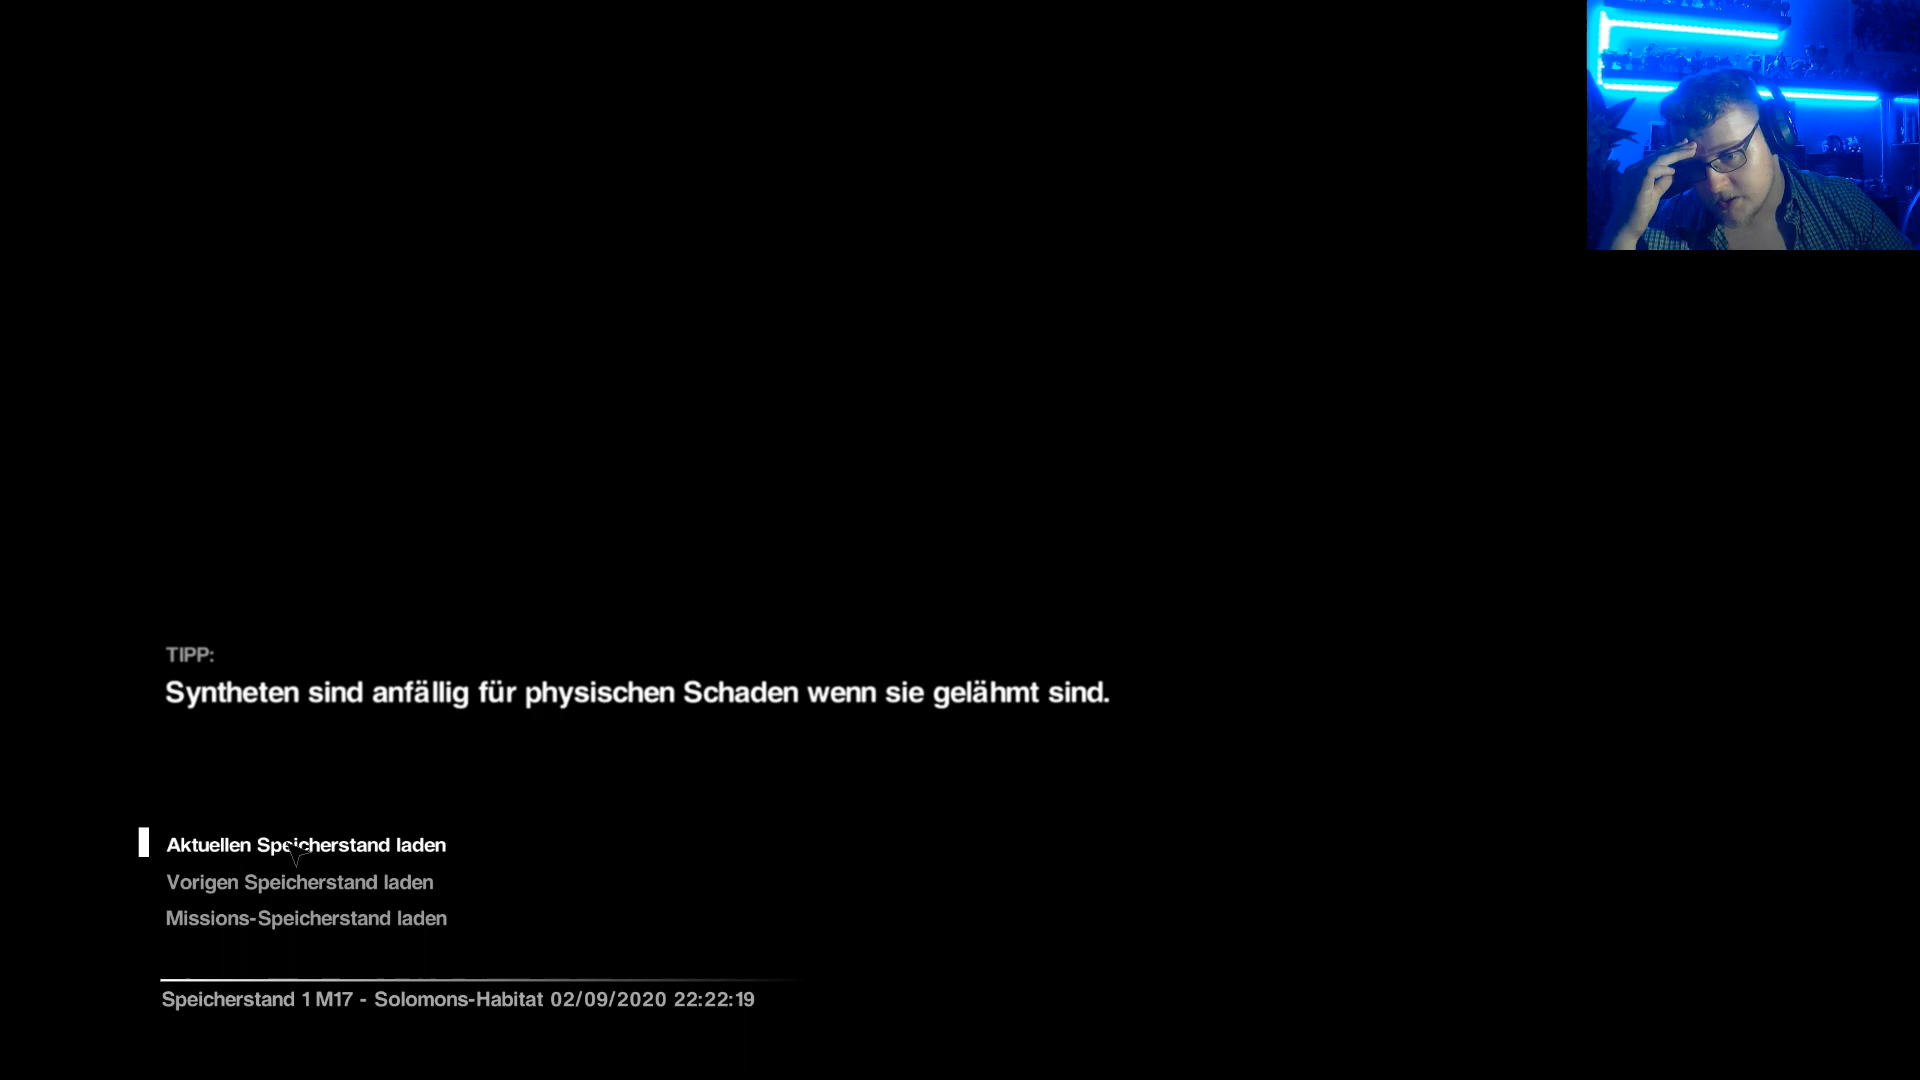 TIPP:
Syntheten sind anfällig für physischen Schaden wenn sie gelähmt sind.
Aktuellen Speicherstand laden
Vorigen Speicherstand laden
Missions-Speicherstand laden
Speicherstand 1 M17 - Solomons-Habitat 02/09/2020 22:22:19